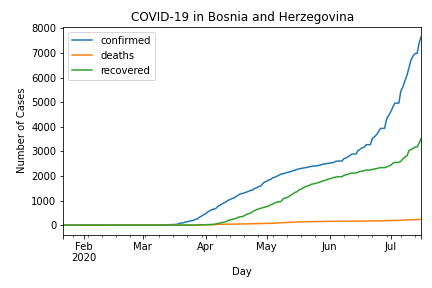 COVID-19 in Bosnia and Herzegovina
Number of Cases
8000
7000
6000
5000
4000
3000
2000
1000
0
confirmed
deaths
recovered
Feb
2020
Mar
Apr
May
Jun
Jul
Day